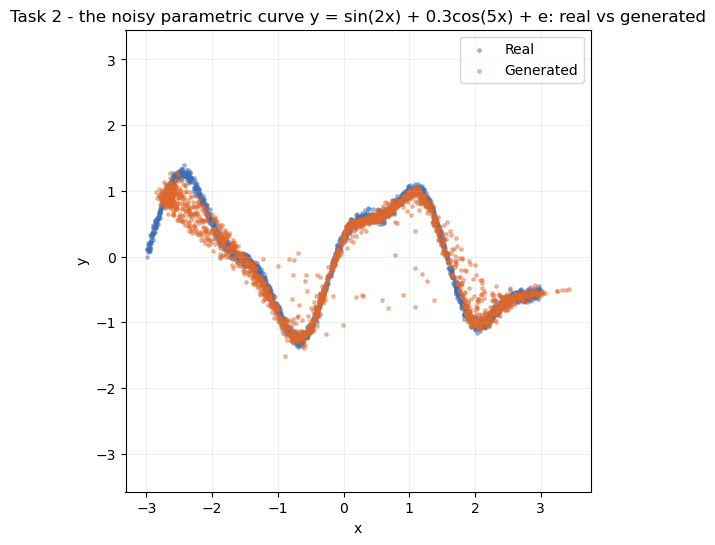 Task 2 - the noisy parametric curve y = sin(2x) + 0.3cos(5x) + e: real vs generated
Real
Generated
3
2
1
0
−1
−2
−3
y
−3 −2 −1 0 1 2 3
x